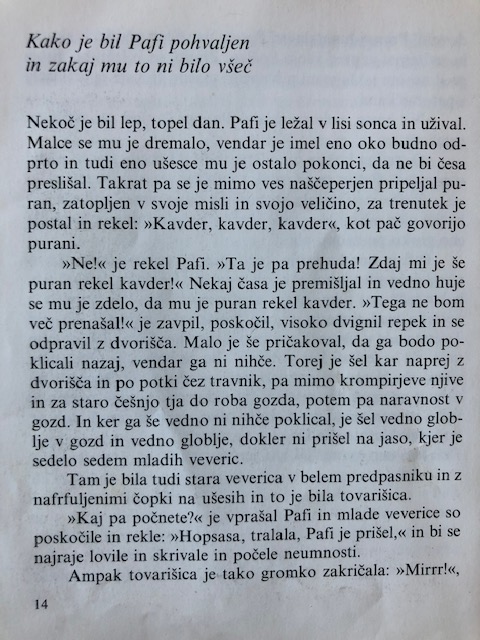 Kako je bil Pafi pohvaljen
in zakaj mu to ni bilo všeč
Nekoč je bil lep, topel dan. Pafi je ležal v lisi sonca in užival.
Malce se mu je dremalo, vendar je imel eno oko budno od-
prto in tudi eno ušesce mu je ostalo pokonci, da ne bi česa
preslišal. Takrat pa se je mimo ves naščeperjen pripeljal pu-
ran, zatopljen v svoje misli in svojo veličino, za trenutek je
postal in rekel: »Kavder, kavder, kavder«, kot pač govorijo
purani.
»Ne!« je rekel Pafi. »Ta je pa prehuda! Zdaj mi je še
puran rekel kavder!« Nekaj časa je premišljal in vedno huje
se mu je zdelo, da mu je puran rekel kavder. »Tega ne bom
več prenašal!« je zavpil, poskočil, visoko dvignil repek in se
odpravil z dvorišča. Malo je še pričakoval, da ga bodo po-
klicali nazaj, vendar ga ni nihče. Torej je šel kar naprej z
dvorišča in po potki čez travnik, pa mimo krompirjeve njive
in za staro češnjo tja do roba gozda, potem pa naravnost v
gozd. In ker ga še vedno ni nihče poklical, je šel vedno glob-
lje v gozd in vedno globlje, dokler ni prišel na jaso, kjer je
sedelo sedem mladih veveric.
Tam je bila tudi stara veverica v belem predpasniku in z
nafrfuljenimi čopki na ušesih in to je bila tovarišica.
»Kaj pa počnete?« je vprašal Pafi in mlade veverice so
poskočile in rekle: »Hopsasa, tralala, Pafi je prišel,« in bi se
najraje lovile in skrivale in počele neumnosti.
Ampak tovarišica je tako gromko zakričala: »Mirrr!«,
14